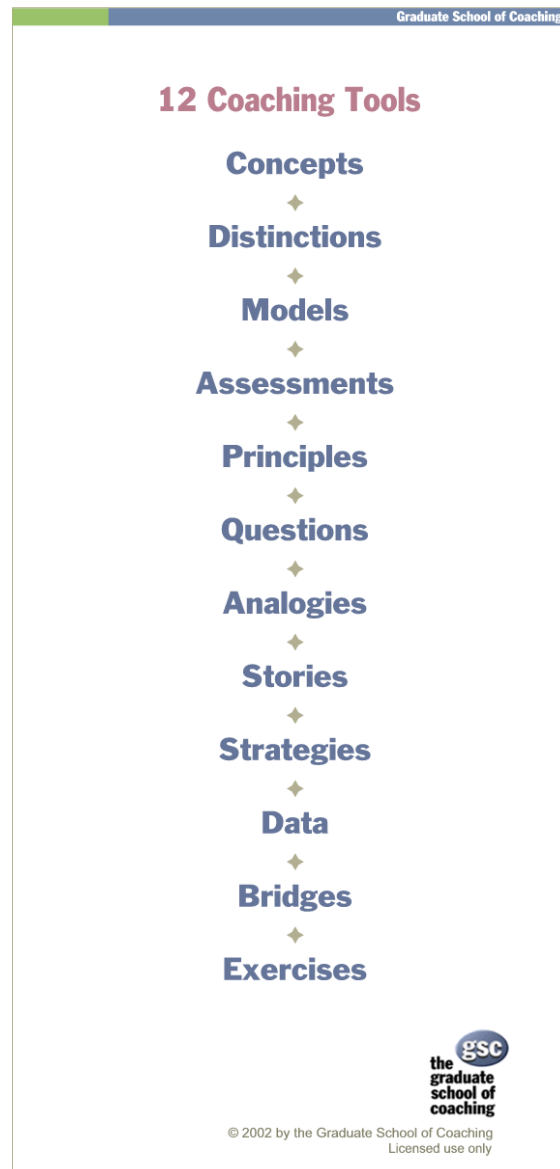 Graduate School of Coaching
12 Coaching Tools
Concepts
Distinctions
Models
Assessments
Principles
Questions
Analogies
Stories
Strategies
Data
Bridges
Exercises
gsc
the
graduate
school of
coaching
© 2002 by the Graduate School of Coaching
Licensed use only